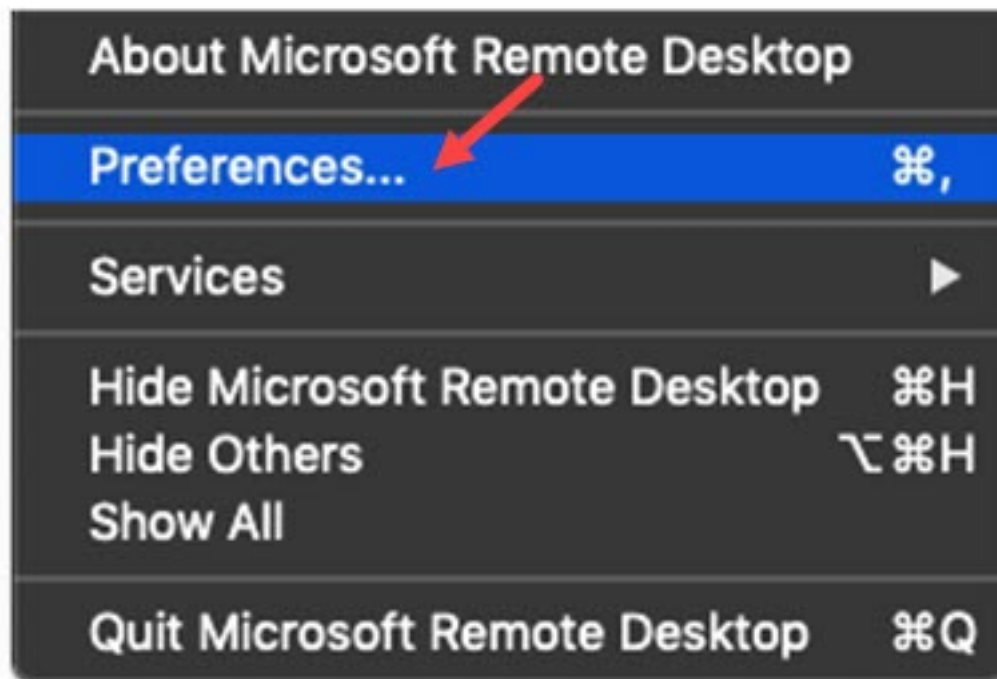 About Microsoft Remote Desktop
Preferences... ⌘,
Services ▶
Hide Microsoft Remote Desktop ⌘H
Hide Others ⌥⌘H
Show All
Quit Microsoft Remote Desktop ⌘Q